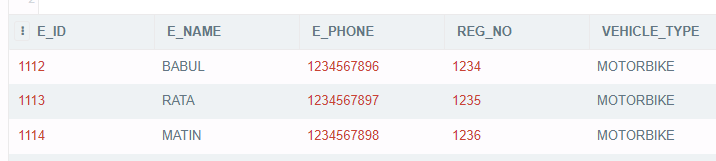 E_ID E_NAME E_PHONE REG_NO VEHICLE_TYPE
1112 BABUL 1234567896 1234 MOTORBIKE
1113 RATA 1234567897 1235 MOTORBIKE
1114 MATIN 1234567898 1236 MOTORBIKE